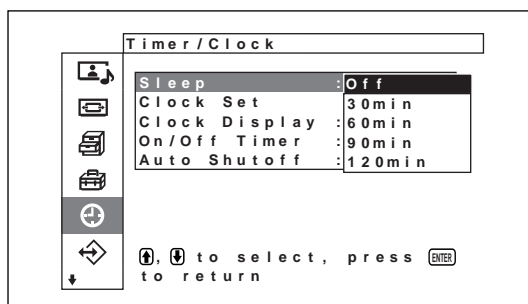 Timer/Clock
Sleep :Off
Clock Set 30min
Clock Display :60min
On/Off Timer :90min
Auto Shutoff :120min
, to select, press ENTER
to return